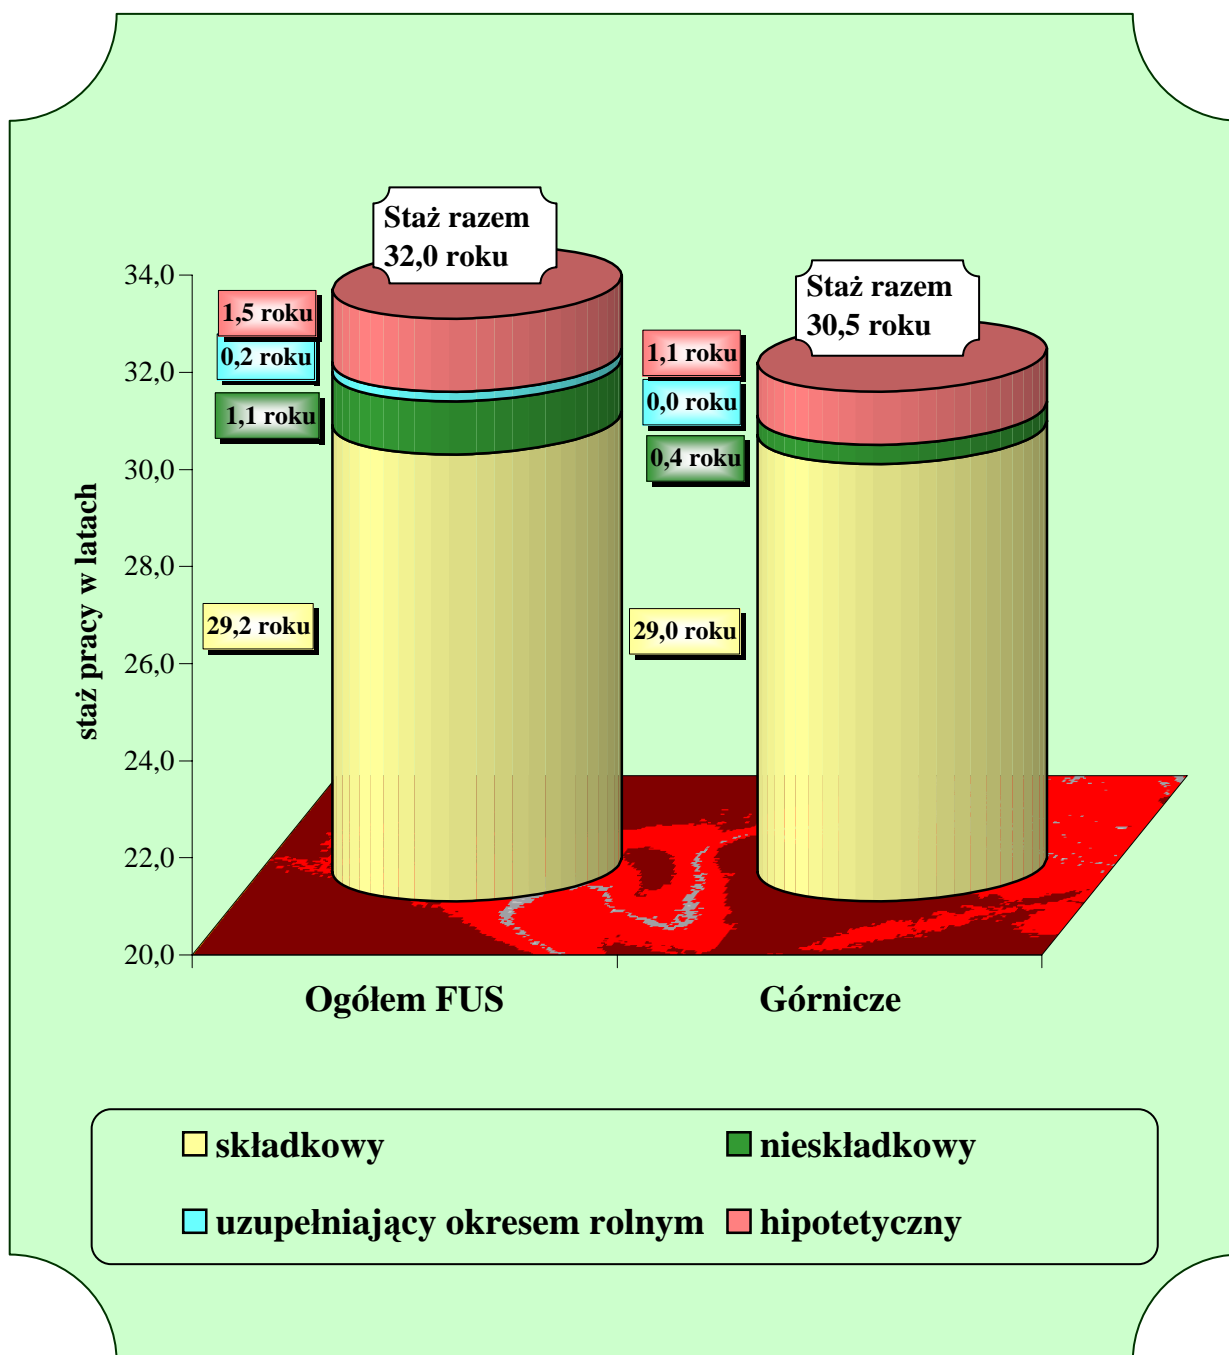 Staż razem
32,0 roku
Staż razem
30,5 roku
34,0
32,0
30,0
28,0
26,0
24,0
22,0
20,0
staż pracy w latach
1,5 roku
0,2 roku
1,1 roku
29,2 roku
1,1 roku
0,0 roku
0,4 roku
29,0 roku
Ogółem FUS
Górnicze
składkowy
nieskładkowy
uzupełniający okresem rolnym
hipotetyczny